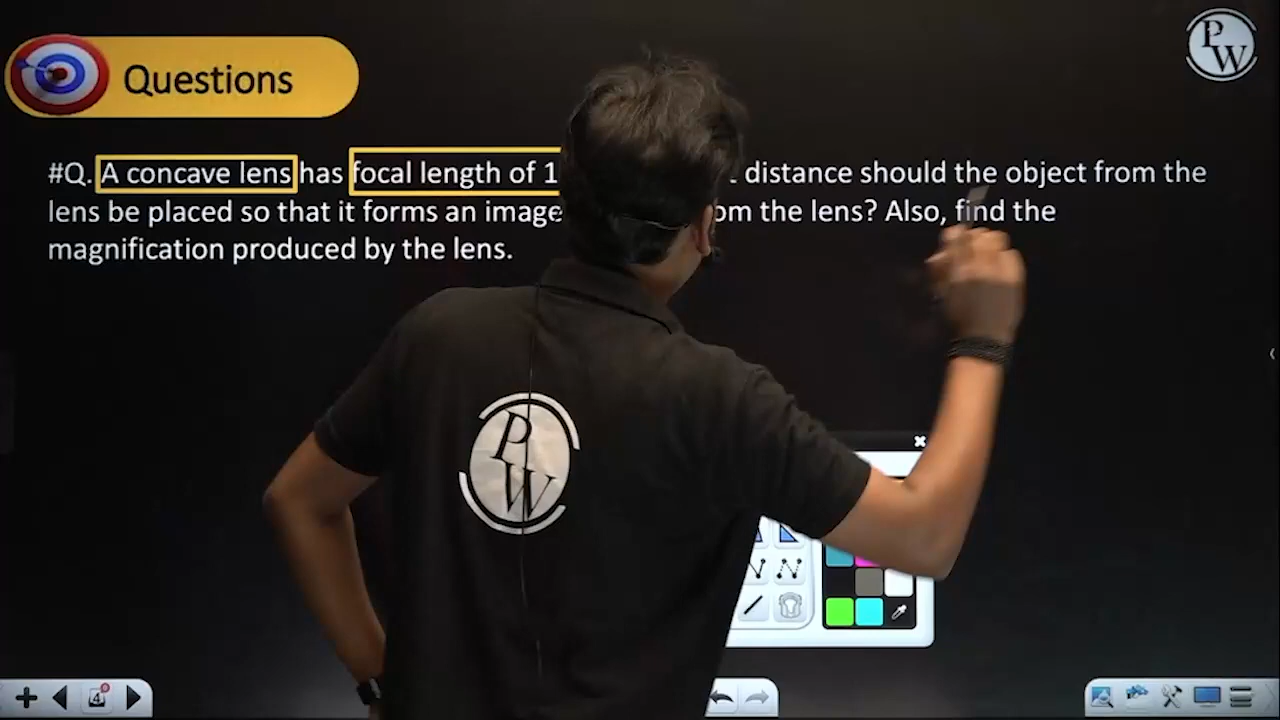 P
W
Questions
#Q. A concave lens has focal length of 1 distance should the object from the
lens be placed so that it forms an image om the lens? Also, find the
magnification produced by the lens.
P
W
4